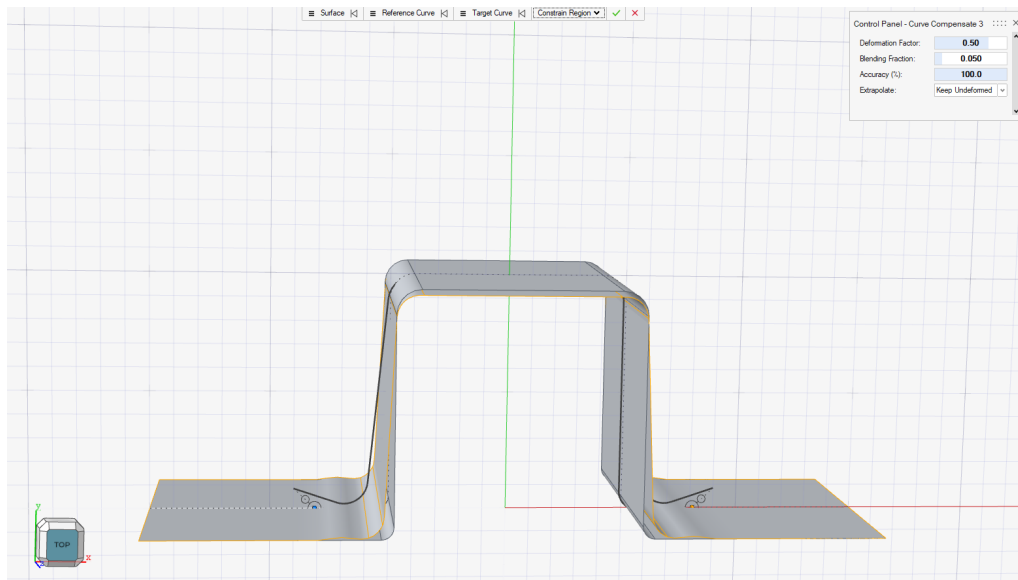 Surface Reference Curve Target Curve Constrain Region
Control Panel - Curve Compensate 3
Deformation Factor: 0.50
Blending Fraction: 0.050
Accuracy (%): 100.0
Extrapolate: Keep Undeformed
y
TOP
x